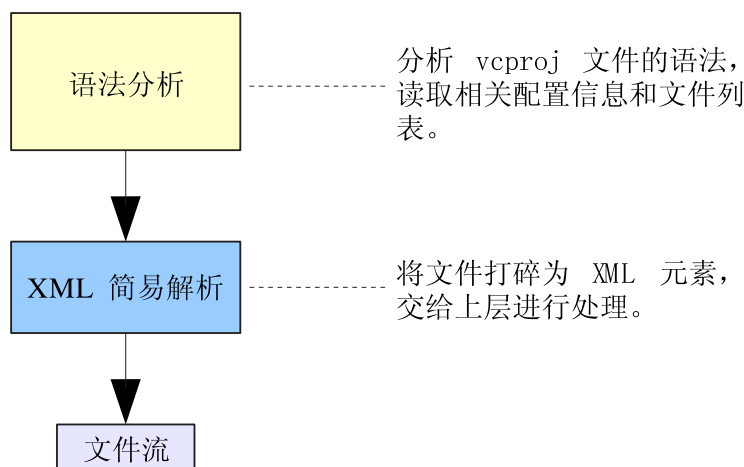 语法分析
分析 vcproj 文件的语法，
读取相关配置信息和文件列
表。
XML 简易解析
将文件打碎为 XML 元素，
交给上层进行处理。
文件流